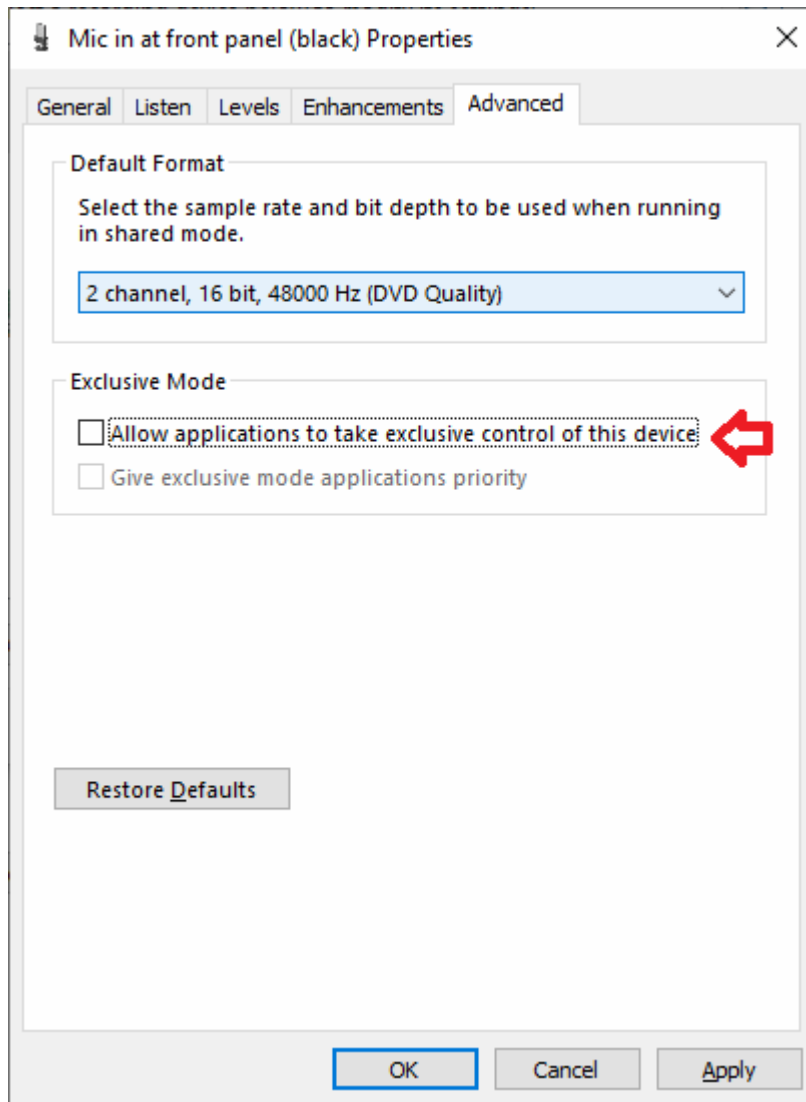 Mic in at front panel (black) Properties
General Listen Levels Enhancements Advanced
Default Format
Select the sample rate and bit depth to be used when running
in shared mode.
2 channel, 16 bit, 48000 Hz (DVD Quality)
Exclusive Mode
Allow applications to take exclusive control of this device
Give exclusive mode applications priority
Restore Defaults
OK Cancel Apply